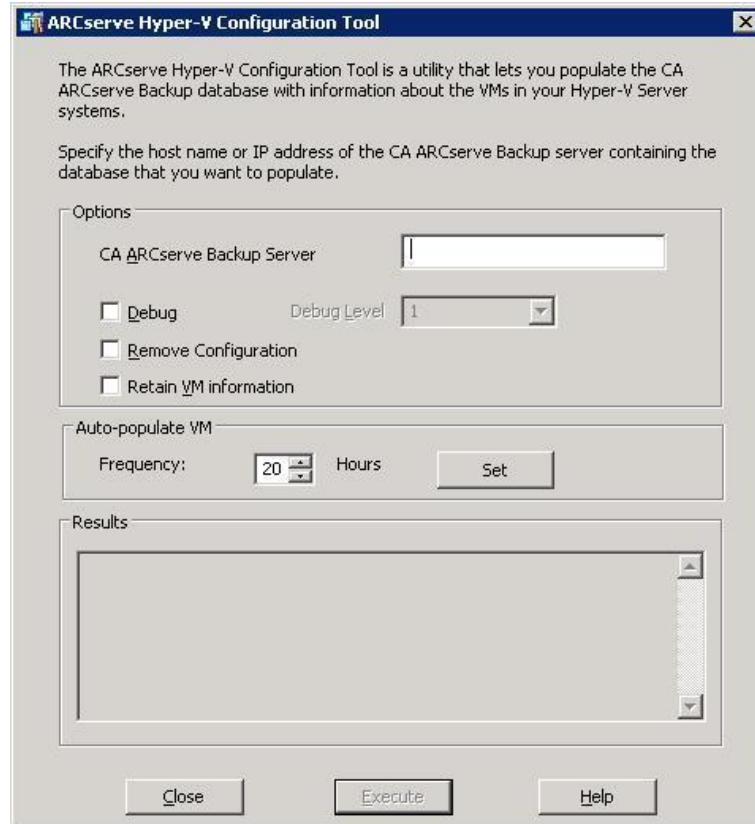 ARCserve Hyper-V Configuration Tool
The ARCserve Hyper-V Configuration Tool is a utility that lets you populate the CA
ARCserve Backup database with information about the VMs in your Hyper-V Server
systems.
Specify the host name or IP address of the CA ARCserve Backup server containing the
database that you want to populate.
Options
CA ARCserve Backup Server
Debug
Debug Level
1
Remove Configuration
Retain VM information
Auto-populate VM
Frequency:
20
Hours
Set
Results
Close
Execute
Help